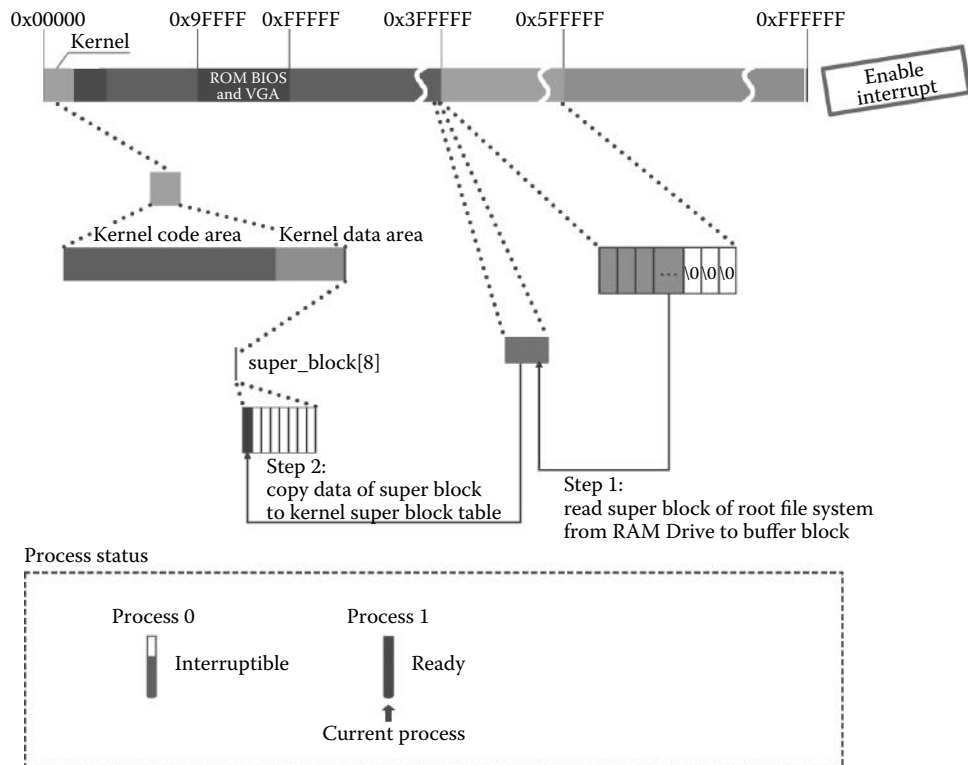 0x00000 0x9FFFF 0xFFFFF 0x3FFFFF 0x5FFFFF 0xFFFFFF
Kernel
ROM BIOS
and VGA
Enable
interrupt
Kernel code area Kernel data area
... \0 \0 \0
super_block[8]
Step 2:
copy data of super block
to kernel super block table
Step 1:
read super block of root file system
from RAM Drive to buffer block
Process status
Process 0 Process 1
Interruptible Ready
Current process